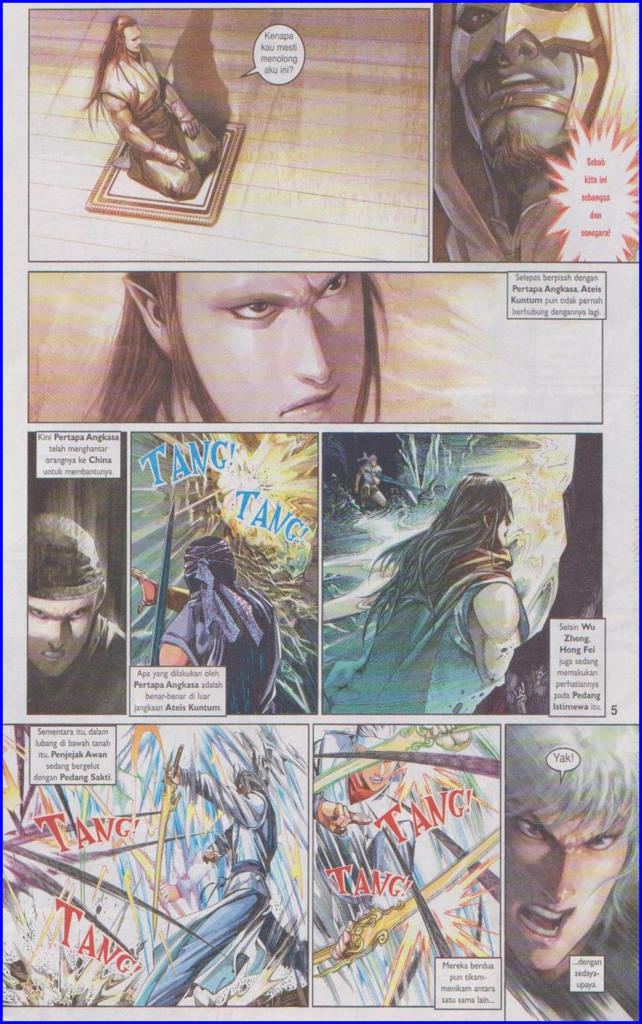 Kenapa
kau mesti
menolong
aku ini?
Sebab
kita ini
sebangsa
dan
senegara!
Selepas berpisah dengan
Pertapa Angkasa, Ateis
Kuntum pun tidak pernah
berhubung dengannya lagi.
Kini Pertapa Angkasa
telah menghantar
orangnya ke China
untuk membantunya.
TANG!
TANG!
Apa yang dilakukan oleh
Pertapa Angkasa adalah
benar-benar di luar
jangkaan Ateis Kuntum.
Selain Wu
Zheng,
Hong Fei
juga sedang
memakukan
perhatiannya
pada Pedang
Istimewa itu.
5
Sementara itu, dalam
lubang di bawah tanah
itu, Penjejak Awan
sedang bergelut
dengan Pedang Sakti.
TANG!
TANG!
TANG!
TANG!
Mereka berdua
pun tikam-
menikam antara
satu sama lain...
Yak!
...dengan
sedaya-
upaya.